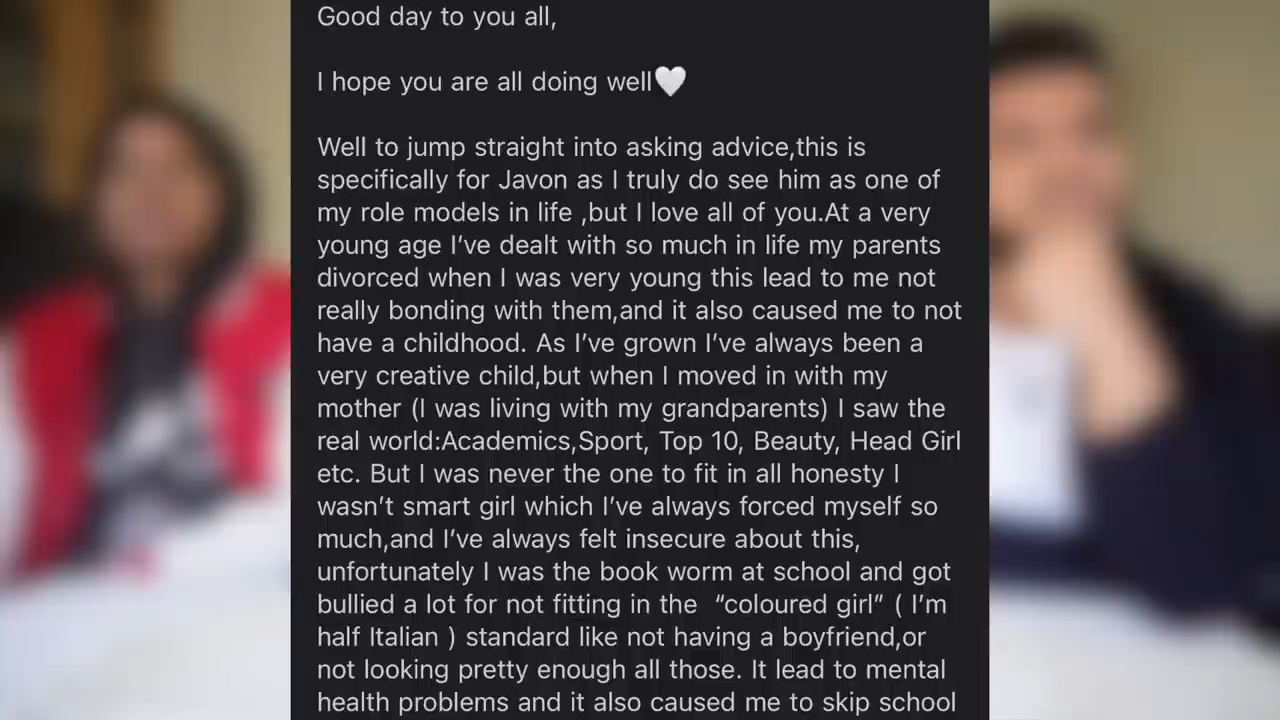 Good day to you all,
I hope you are all doing well🤍
Well to jump straight into asking advice,this is
specifically for Javon as I truly do see him as one of
my role models in life ,but I love all of you.At a very
young age I’ve dealt with so much in life my parents
divorced when I was very young this lead to me not
really bonding with them,and it also caused me to not
have a childhood. As I’ve grown I’ve always been a
very creative child,but when I moved in with my
mother (I was living with my grandparents) I saw the
real world:Academics,Sport, Top 10, Beauty, Head Girl
etc. But I was never the one to fit in all honesty I
wasn’t smart girl which I’ve always forced myself so
much,and I’ve always felt insecure about this,
unfortunately I was the book worm at school and got
bullied a lot for not fitting in the  “coloured girl” ( I’m
half Italian ) standard like not having a boyfriend,or
not looking pretty enough all those. It lead to mental
health problems and it also caused me to skip school